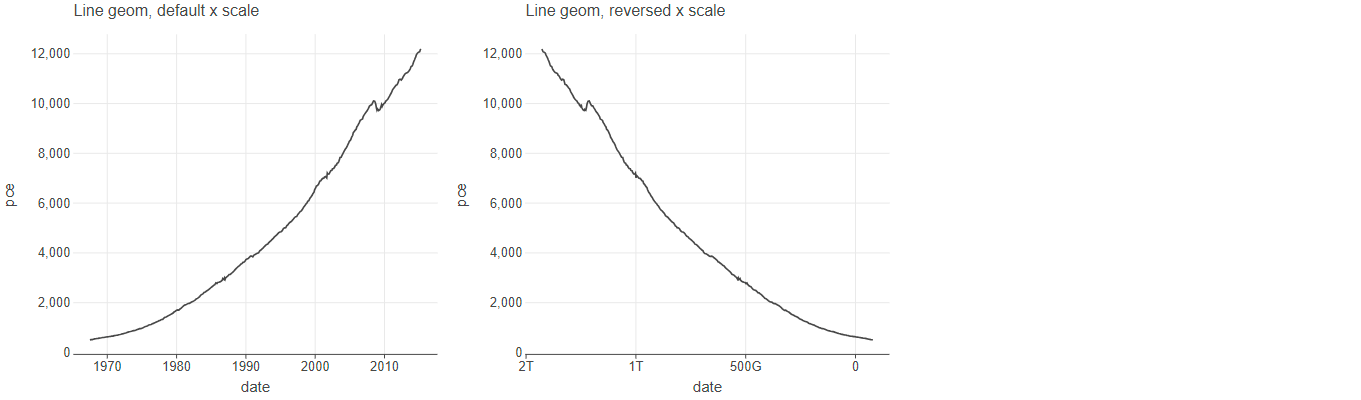 Line geom, default x scale
12,000
10,000
8,000
6,000
4,000
2,000
0
pce
1970 1980 1990 2000 2010
date
Line geom, reversed x scale
12,000
10,000
8,000
6,000
4,000
2,000
0
pce
2T 1T 500G 0
date